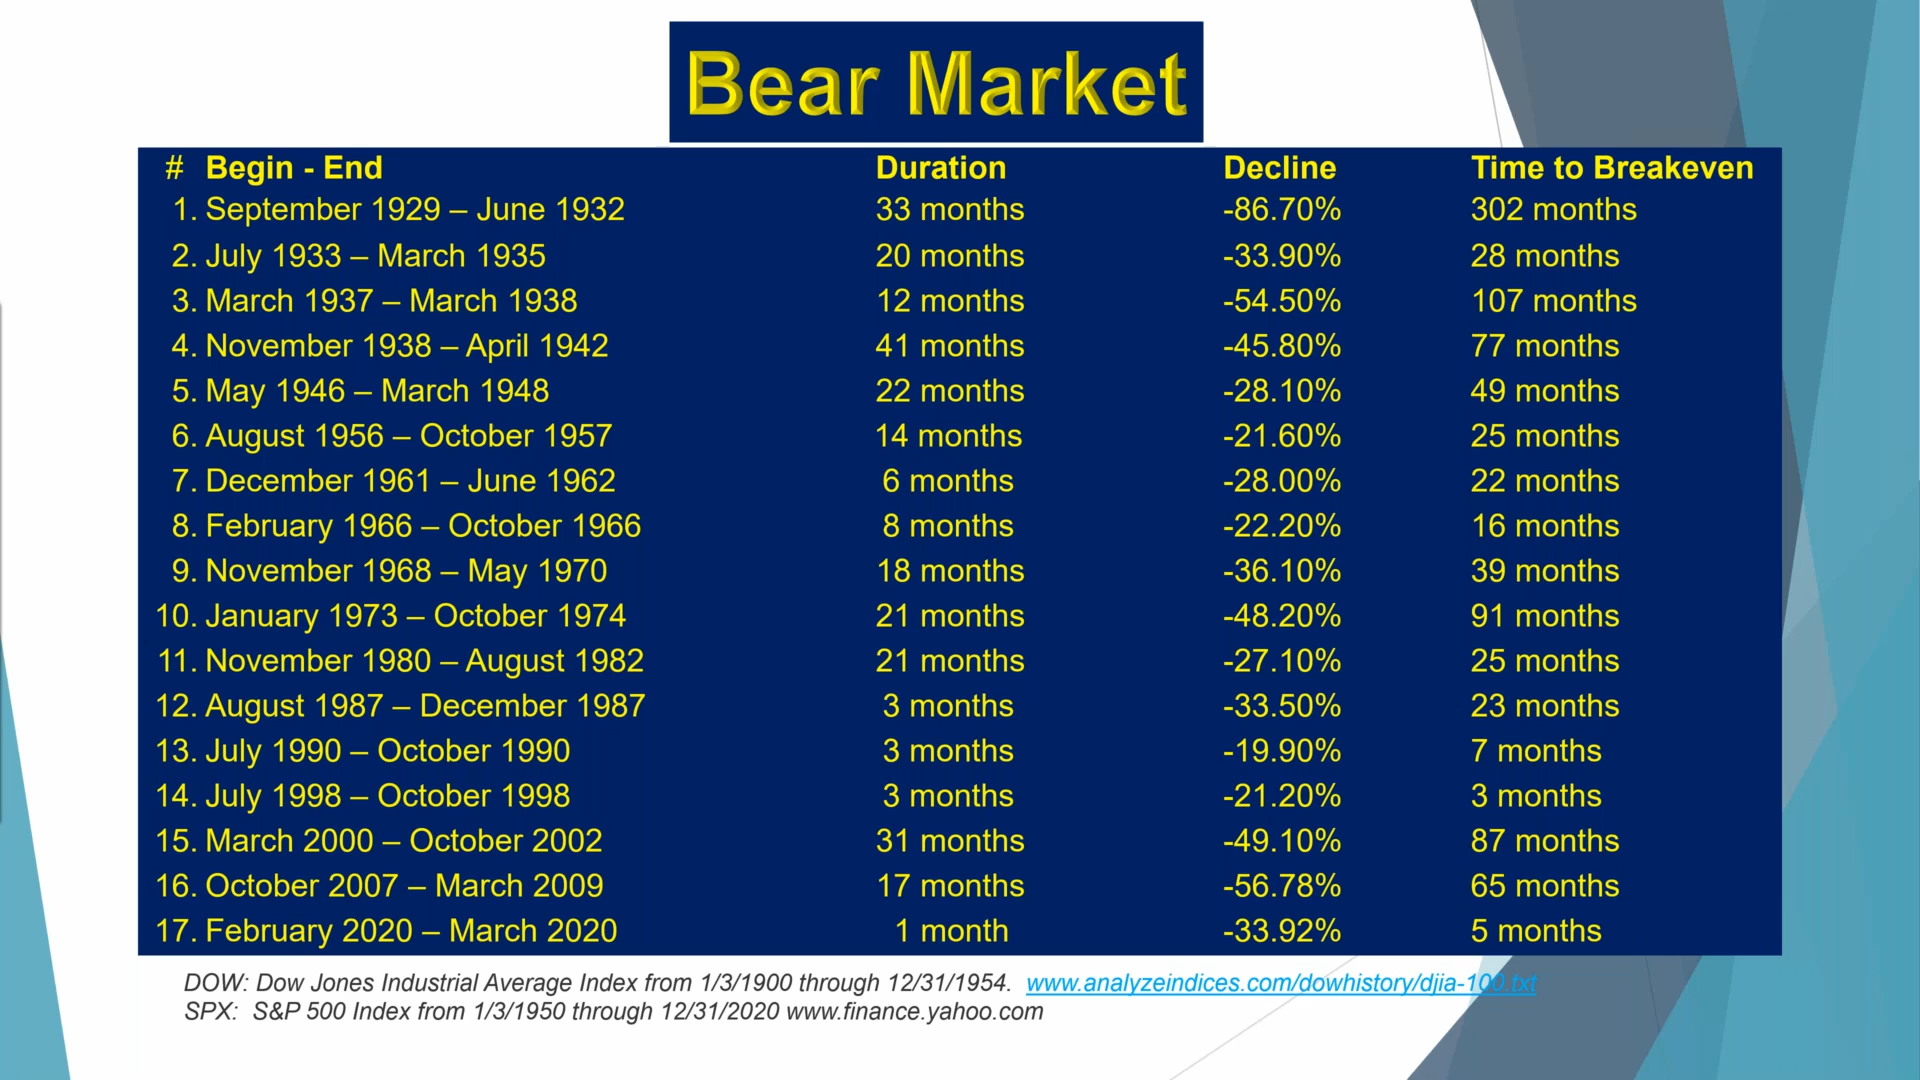 Bear Market
# Begin - End Duration Decline Time to Breakeven
1. September 1929 – June 1932 33 months -86.70% 302 months
2. July 1933 – March 1935 20 months -33.90% 28 months
3. March 1937 – March 1938 12 months -54.50% 107 months
4. November 1938 – April 1942 41 months -45.80% 77 months
5. May 1946 – March 1948 22 months -28.10% 49 months
6. August 1956 – October 1957 14 months -21.60% 25 months
7. December 1961 – June 1962 6 months -28.00% 22 months
8. February 1966 – October 1966 8 months -22.20% 16 months
9. November 1968 – May 1970 18 months -36.10% 39 months
10. January 1973 – October 1974 21 months -48.20% 91 months
11. November 1980 – August 1982 21 months -27.10% 25 months
12. August 1987 – December 1987 3 months -33.50% 23 months
13. July 1990 – October 1990 3 months -19.90% 7 months
14. July 1998 – October 1998 3 months -21.20% 3 months
15. March 2000 – October 2002 31 months -49.10% 87 months
16. October 2007 – March 2009 17 months -56.78% 65 months
17. February 2020 – March 2020 1 month -33.92% 5 months
DOW: Dow Jones Industrial Average Index from 1/3/1900 through 12/31/1954. www.analyzeindices.com/dowhistory/djia-100.txt
SPX: S&P 500 Index from 1/3/1950 through 12/31/2020 www.finance.yahoo.com